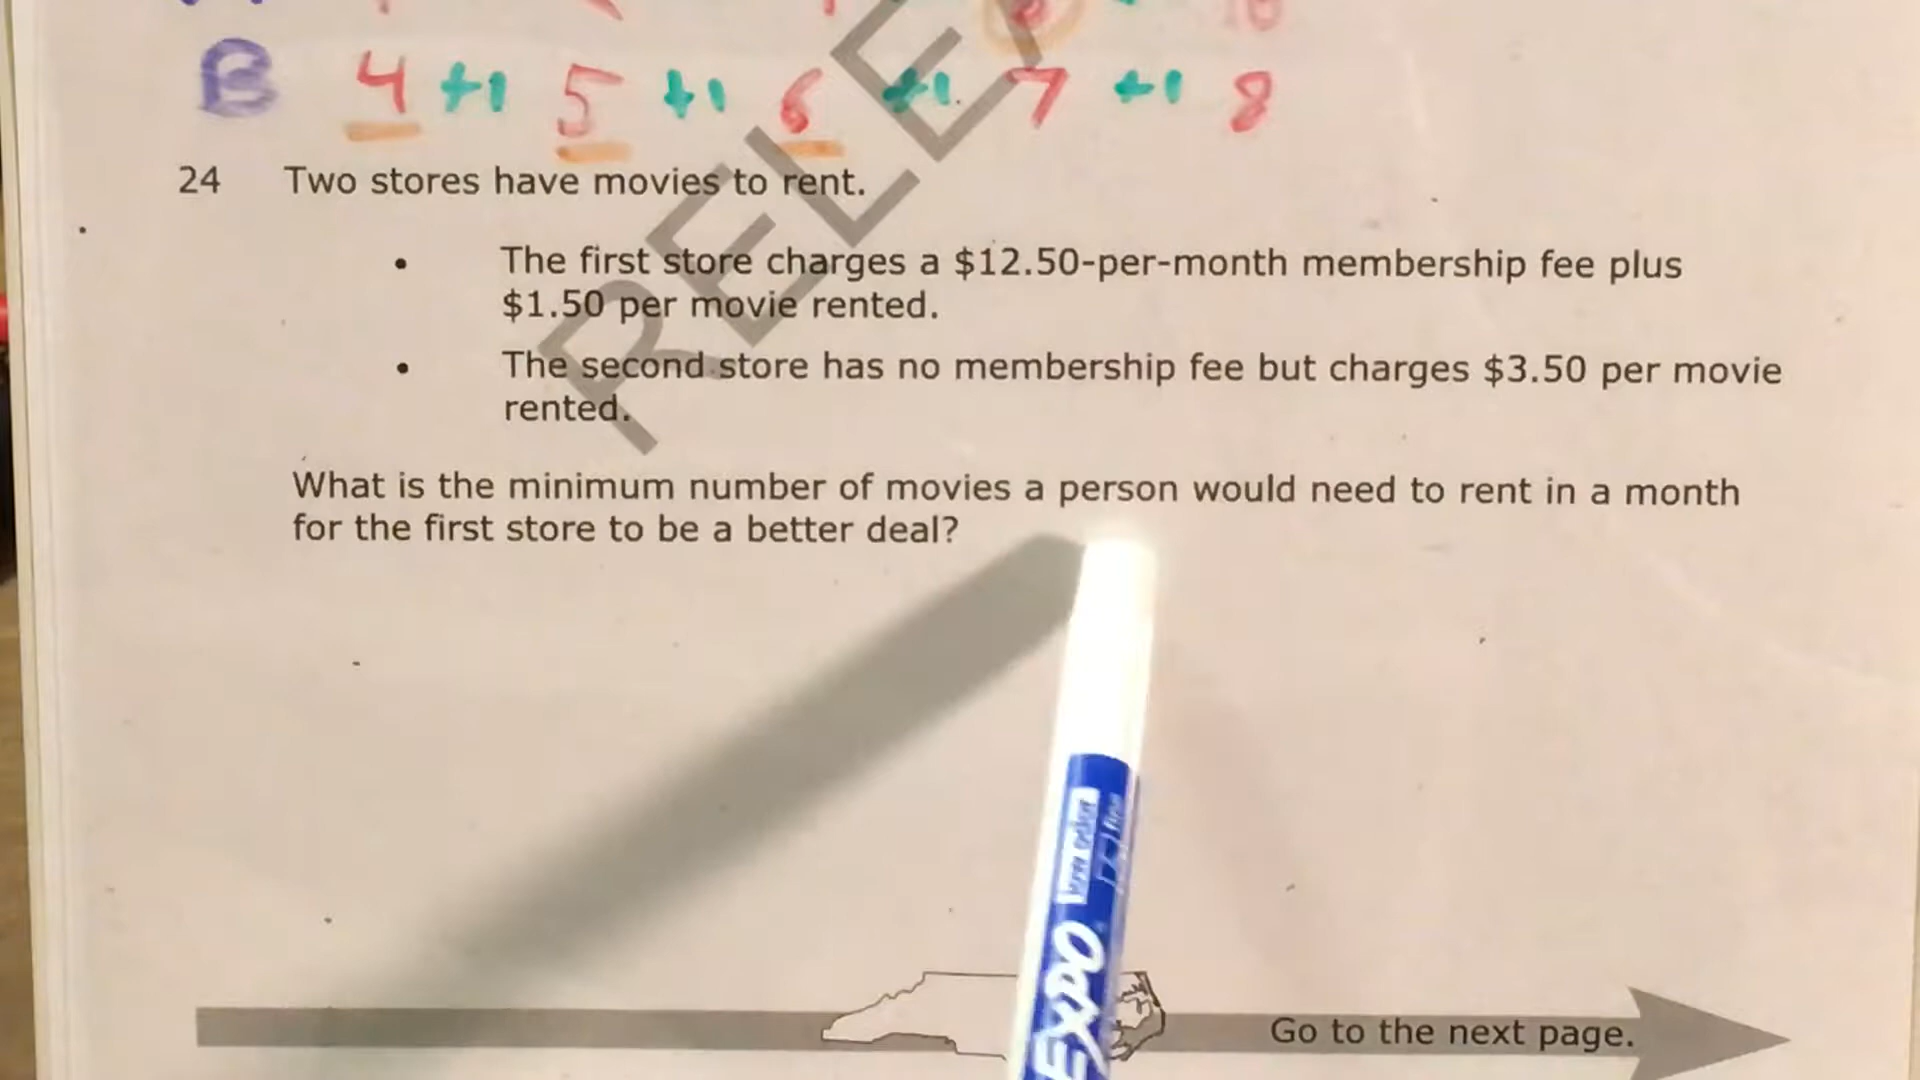 B 4 +1 5 +1 6 +1 7 +1 8
24 Two stores have movies to rent.
• The first store charges a $12.50-per-month membership fee plus
$1.50 per movie rented.
• The second store has no membership fee but charges $3.50 per movie
rented.
What is the minimum number of movies a person would need to rent in a month
for the first store to be a better deal?
EXPO
Go to the next page.